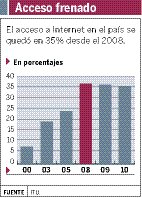 Acceso frenado
El acceso a Internet en el país se
quedó en 35% desde el 2008.
En porcentajes
40
35
30
25
20
15
10
5
0
00 03 05 08 09 10
FUENTE ITU.